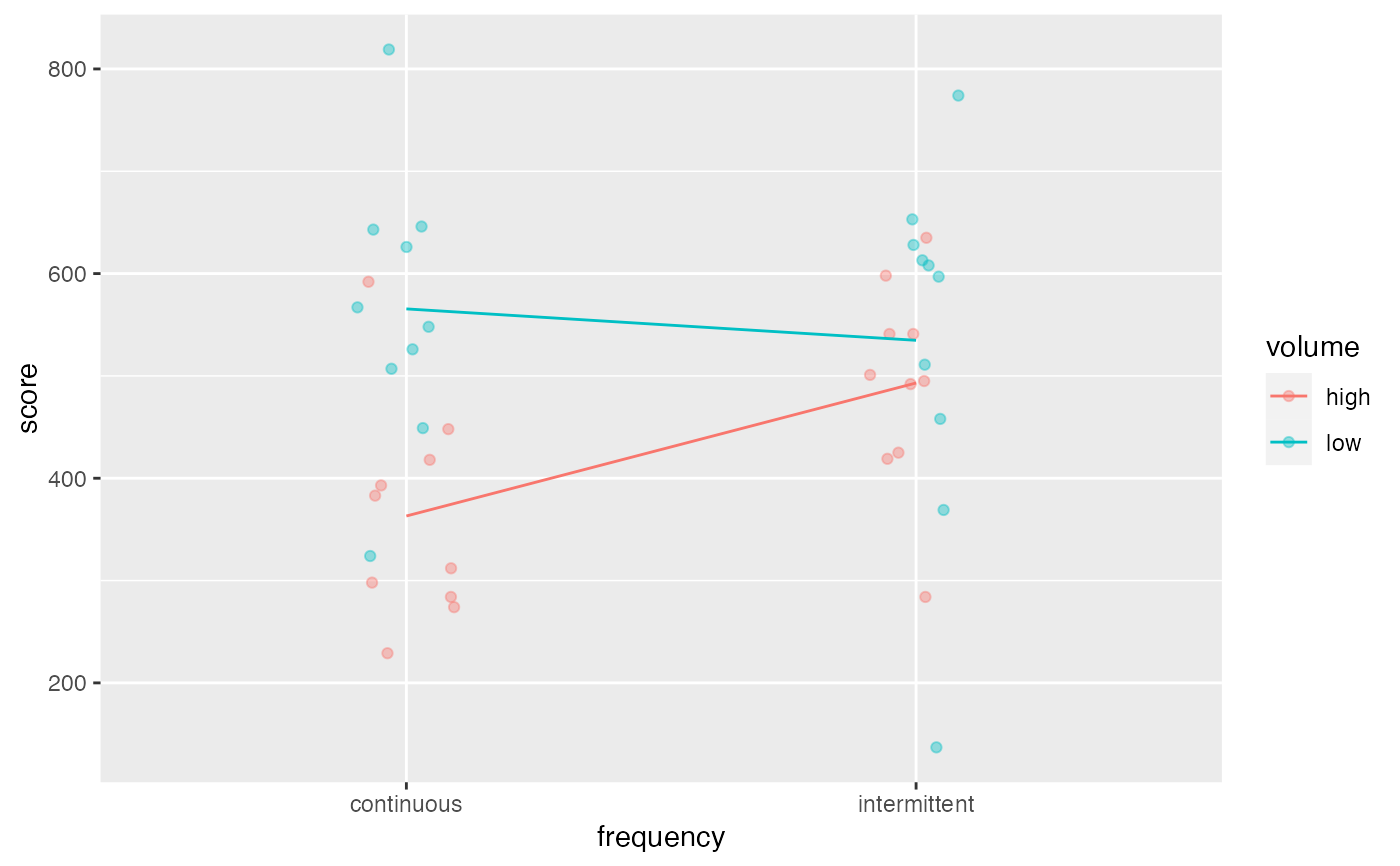 800
600
400
200
score
continuous
intermittent
frequency
volume
high
low